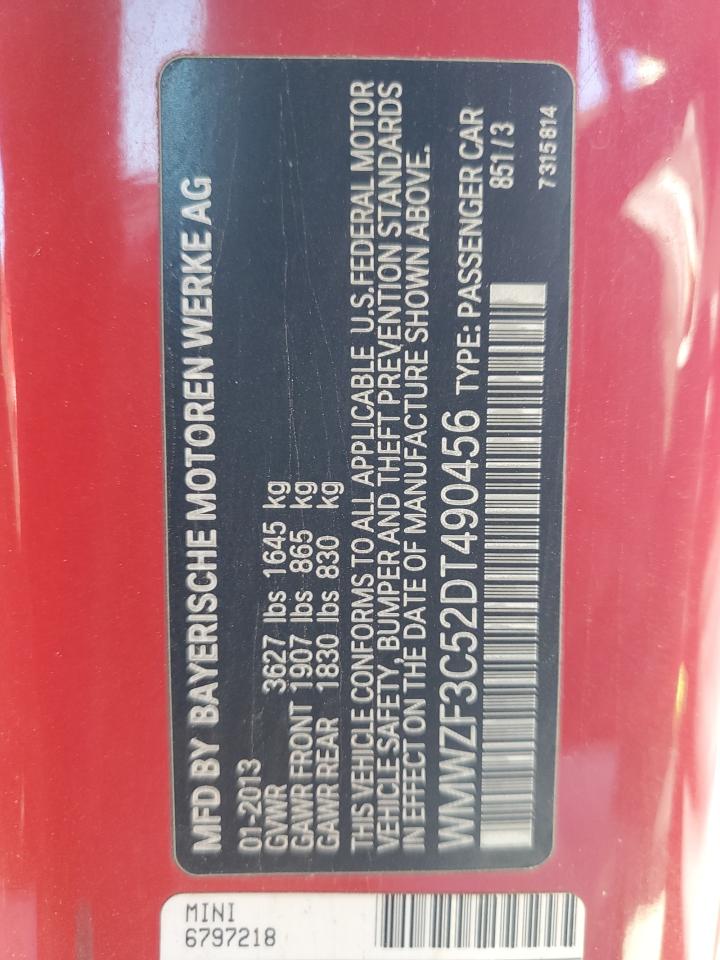 MFD BY BAYERISCHE MOTOREN WERKE AG
01-2013
GVWR 3627 lbs 1645 kg
GAWR FRONT 1907 lbs 865 kg
GAWR REAR 1830 lbs 830 kg
THIS VEHICLE CONFORMS TO ALL APPLICABLE U.S. FEDERAL MOTOR
VEHICLE SAFETY, BUMPER AND THEFT PREVENTION STANDARDS
IN EFFECT ON THE DATE OF MANUFACTURE SHOWN ABOVE.
WMWZF3C52DT490456 TYPE: PASSENGER CAR
851/3
7 315 814
MINI
6797218